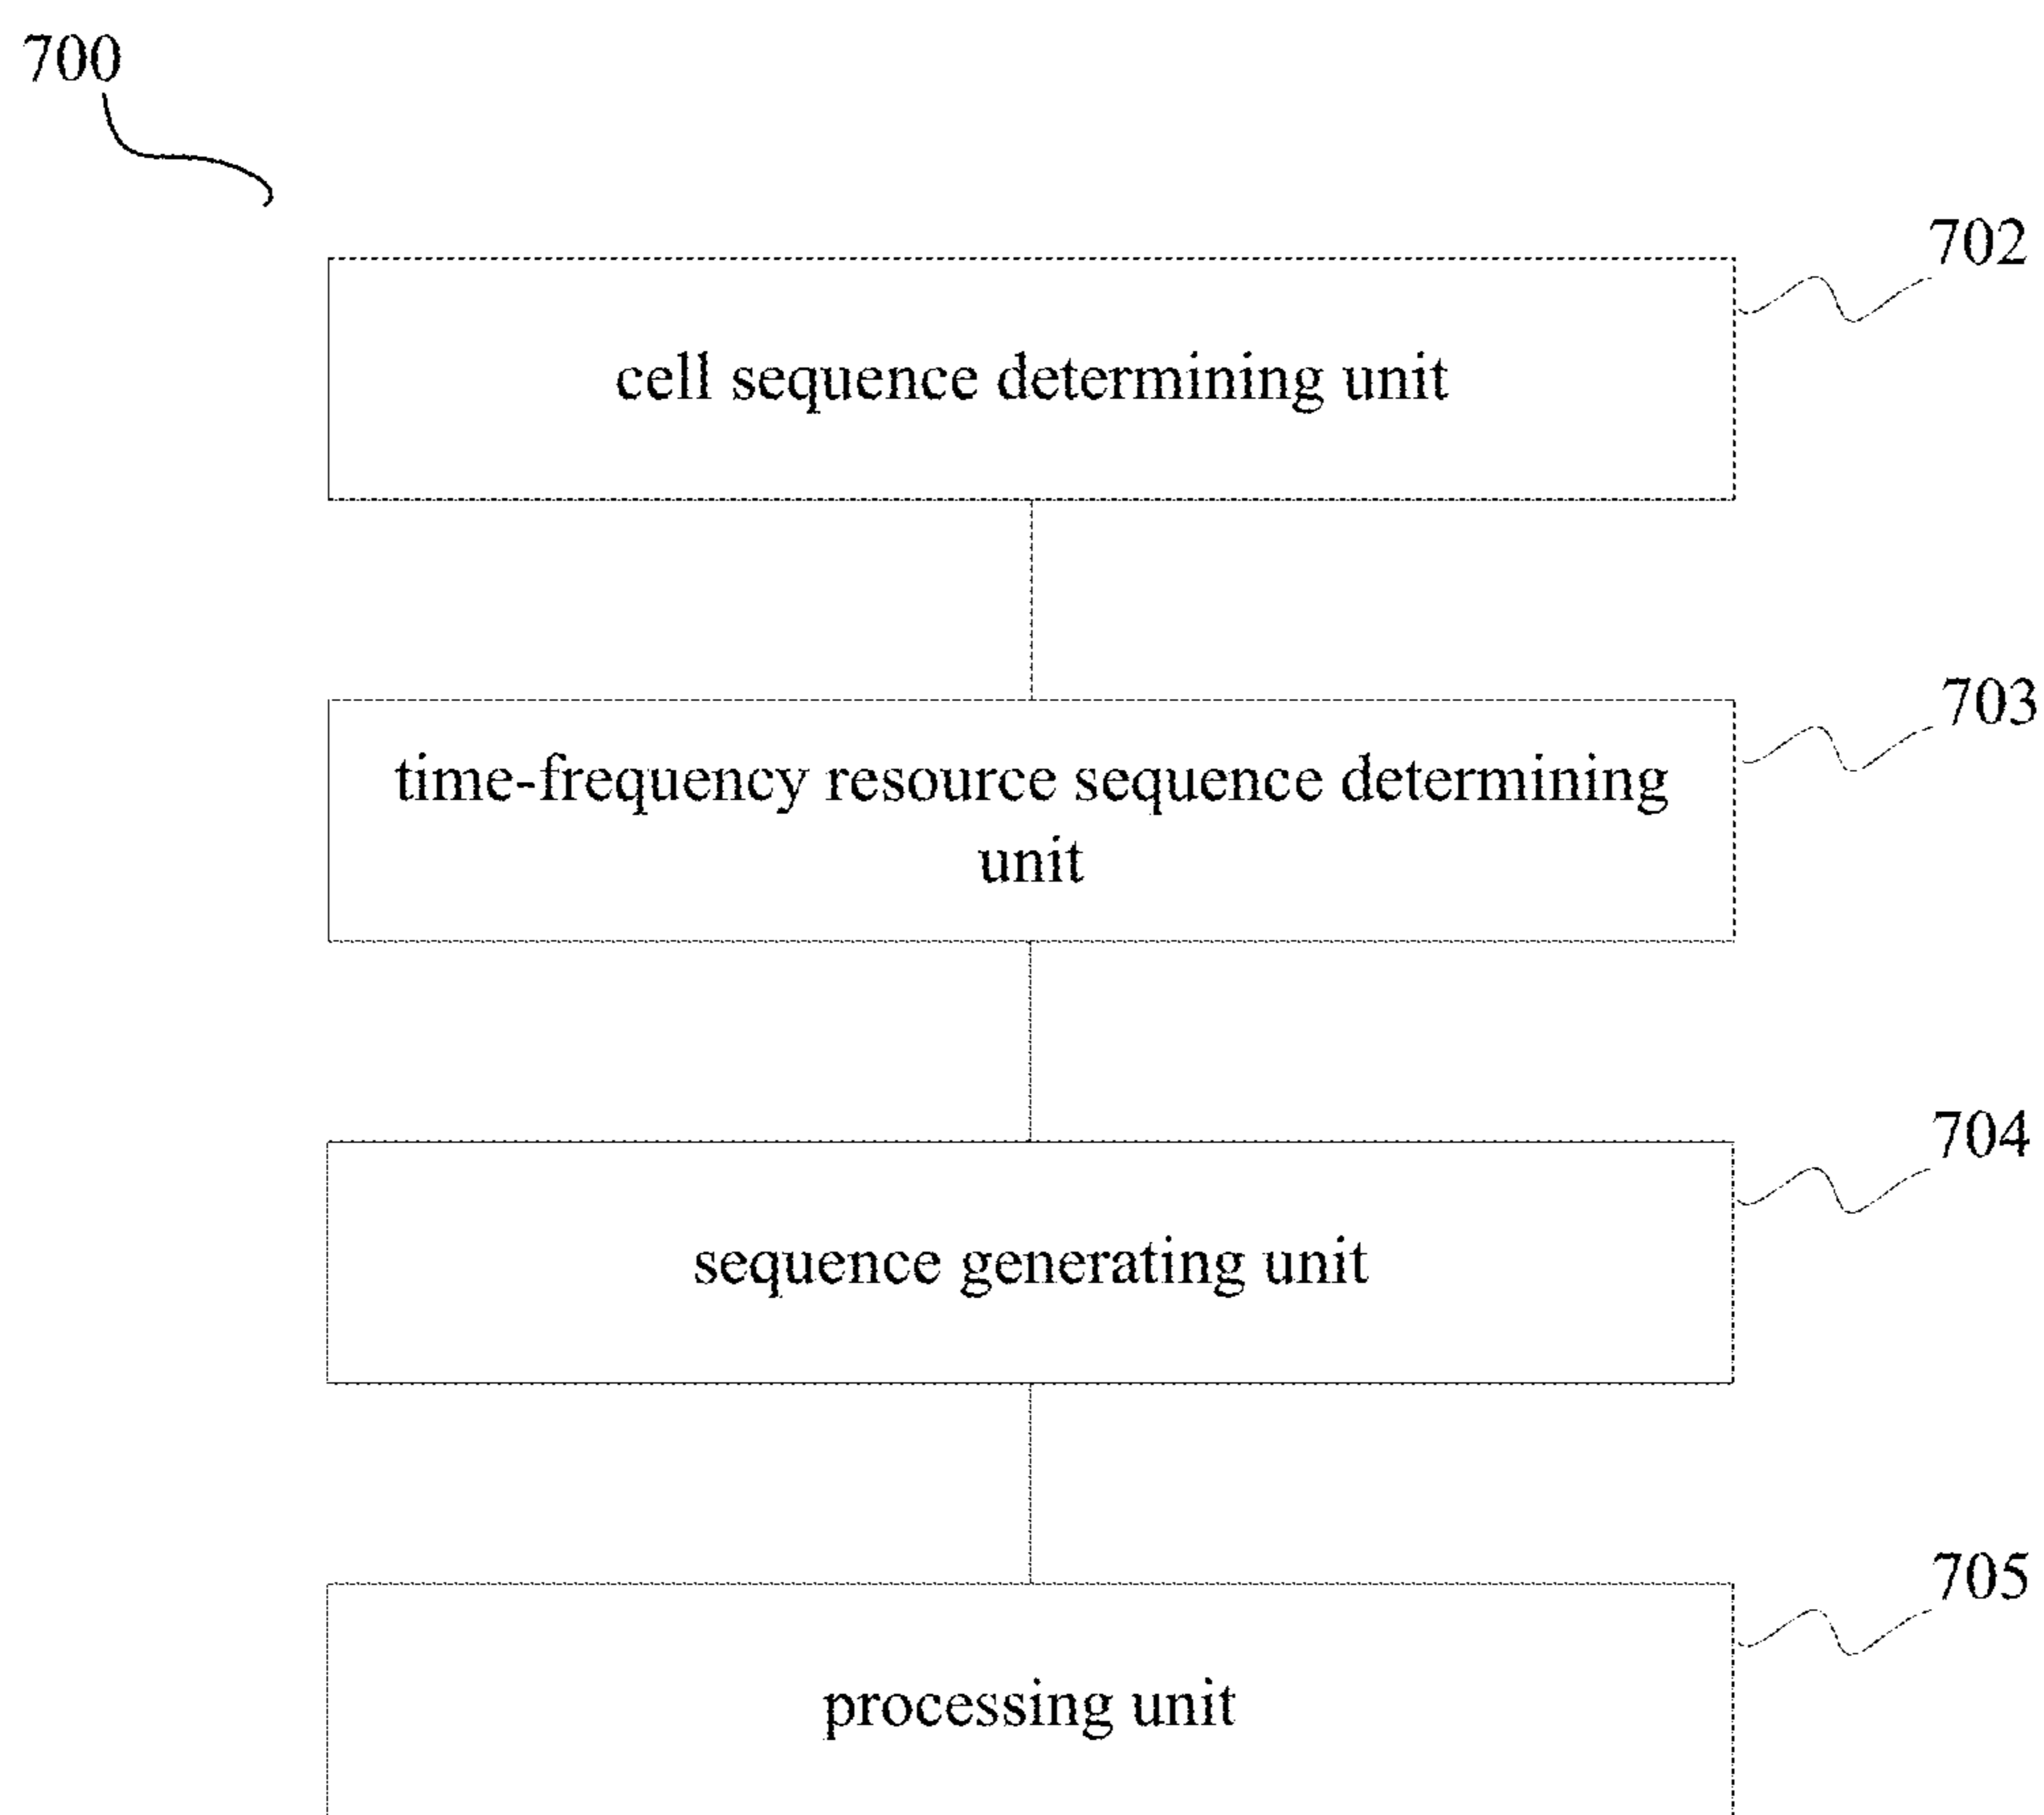 700
702
cell sequence determining unit
703
time-frequency resource sequence determining
unit
704
sequence generating unit
705
processing unit